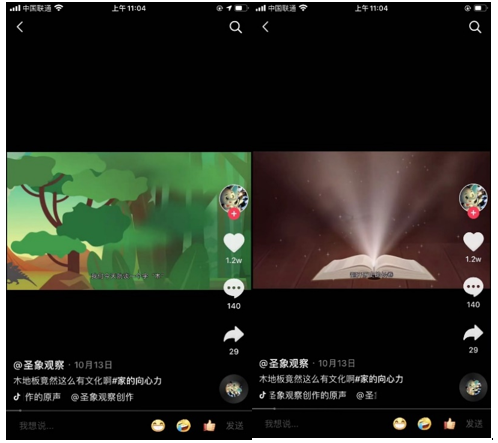 中国联通
上午11:04
1.2w
140
29
@圣象观察 · 10月13日
木地板竟然这么有文化啊#家的向心力
作的原声 @圣象观察创作
我想说...
发送
中国联通
上午11:04
1.2w
140
29
@圣象观察 · 10月13日
木地板竟然这么有文化啊#家的向心力
圣象观察创作的原声 @圣
我想说...
发送